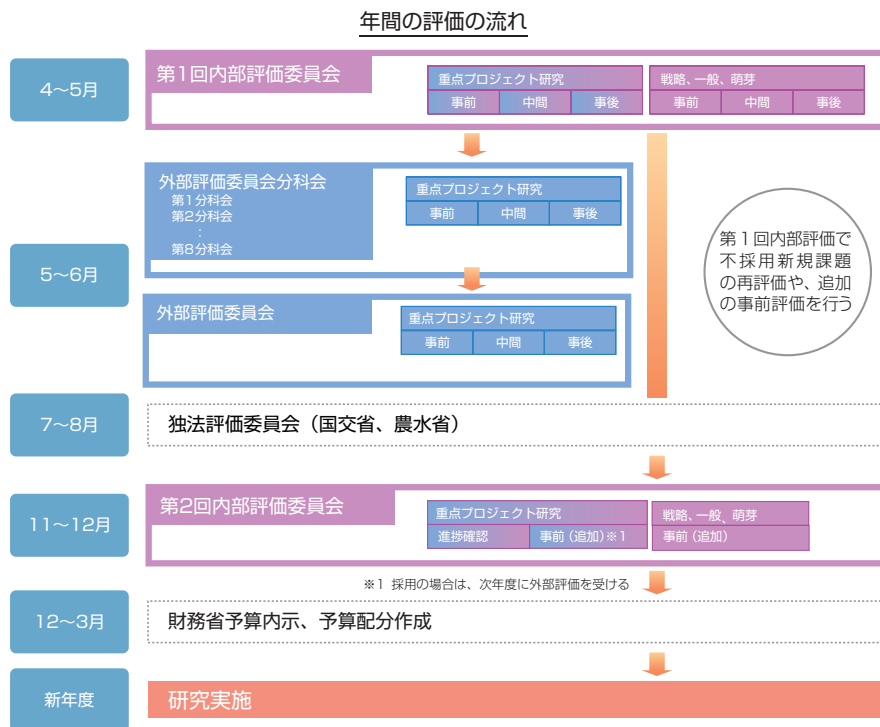 年間の評価の流れ
4～5月
第1回内部評価委員会
重点プロジェクト研究
事前 中間 事後
戦略、一般、萌芽
事前 中間 事後
5～6月
外部評価委員会分科会
第1分科会
第2分科会
:
第8分科会
重点プロジェクト研究
事前 中間 事後
外部評価委員会
重点プロジェクト研究
事前 中間 事後
第1回内部評価で
不採用新規課題
の再評価や、追加
の事前評価を行う
7～8月
独法評価委員会（国交省、農水省）
11～12月
第2回内部評価委員会
重点プロジェクト研究
進捗確認 事前（追加）※1
戦略、一般、萌芽
事前（追加）
※1 採用の場合は、次年度に外部評価を受ける
12～3月
財務省予算内示、予算配分作成
新年度
研究実施